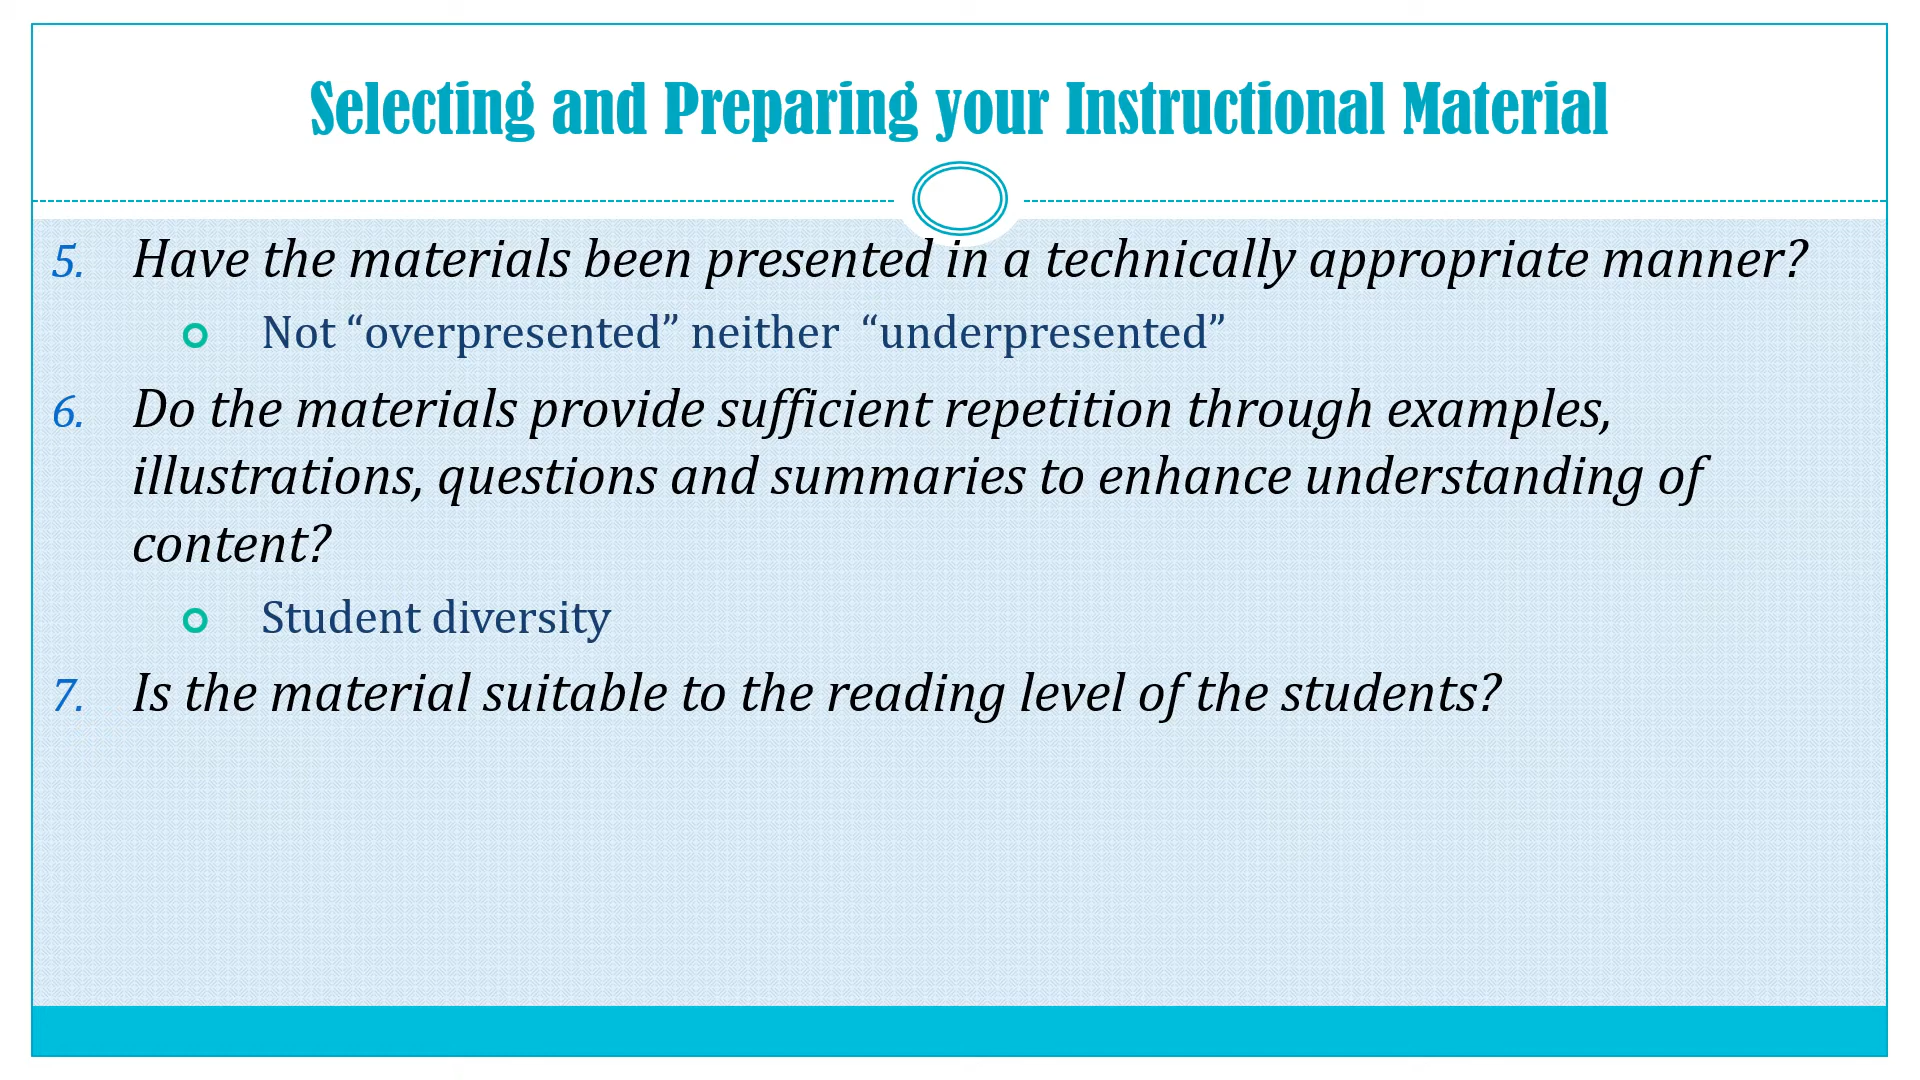 Selecting and Preparing your Instructional Material
5. Have the materials been presented in a technically appropriate manner?
Not “overpresented” neither “underpresented”
6. Do the materials provide sufficient repetition through examples,
illustrations, questions and summaries to enhance understanding of
content?
Student diversity
7. Is the material suitable to the reading level of the students?